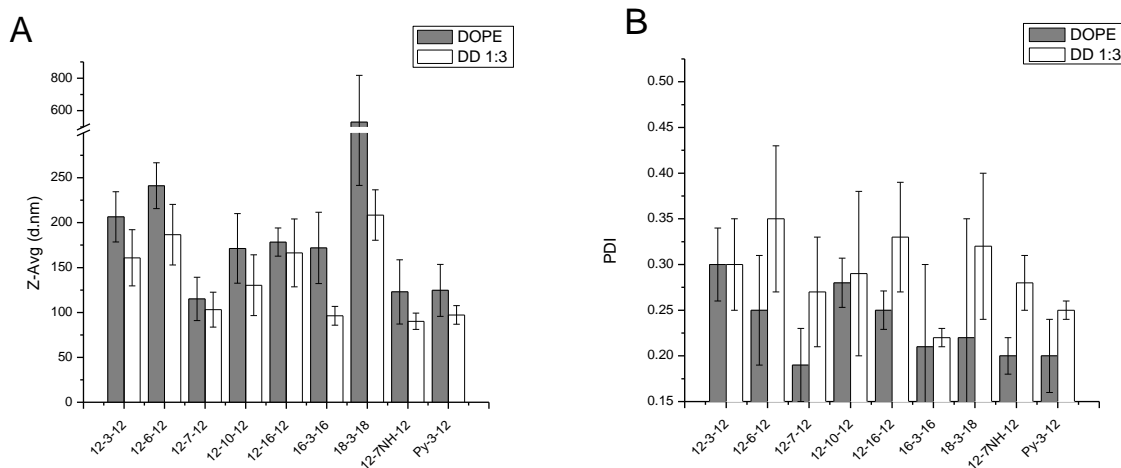 A
DOPE
DD 1:3
Z-Avg (d.nm)
800
600
250
200
150
100
50
0
12-3-12
12-6-12
12-7-12
12-10-12
12-16-12
16-3-16
18-3-18
12-7NH-12
Py-3-12
B
DOPE
DD 1:3
PDI
0.50
0.45
0.40
0.35
0.30
0.25
0.20
0.15
12-3-12
12-6-12
12-7-12
12-10-12
12-16-12
16-3-16
18-3-18
12-7NH-12
Py-3-12